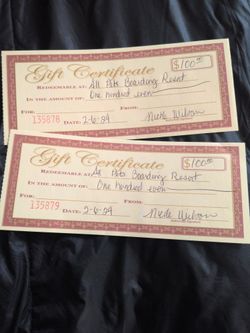 $100.00
Gift Certificate
REDEEMABLE AT: All Pets Boarding Resort
IN THE AMOUNT OF: One hundred even
FOR: FROM:
135878 DATE: 2-6-24 Nicole Wilson
$100.00
Gift Certificate
REDEEMABLE AT: All Pets Boarding Resort
IN THE AMOUNT OF: One hundred even
FOR: FROM:
135879 DATE: 2-6-24 Nicole Wilson